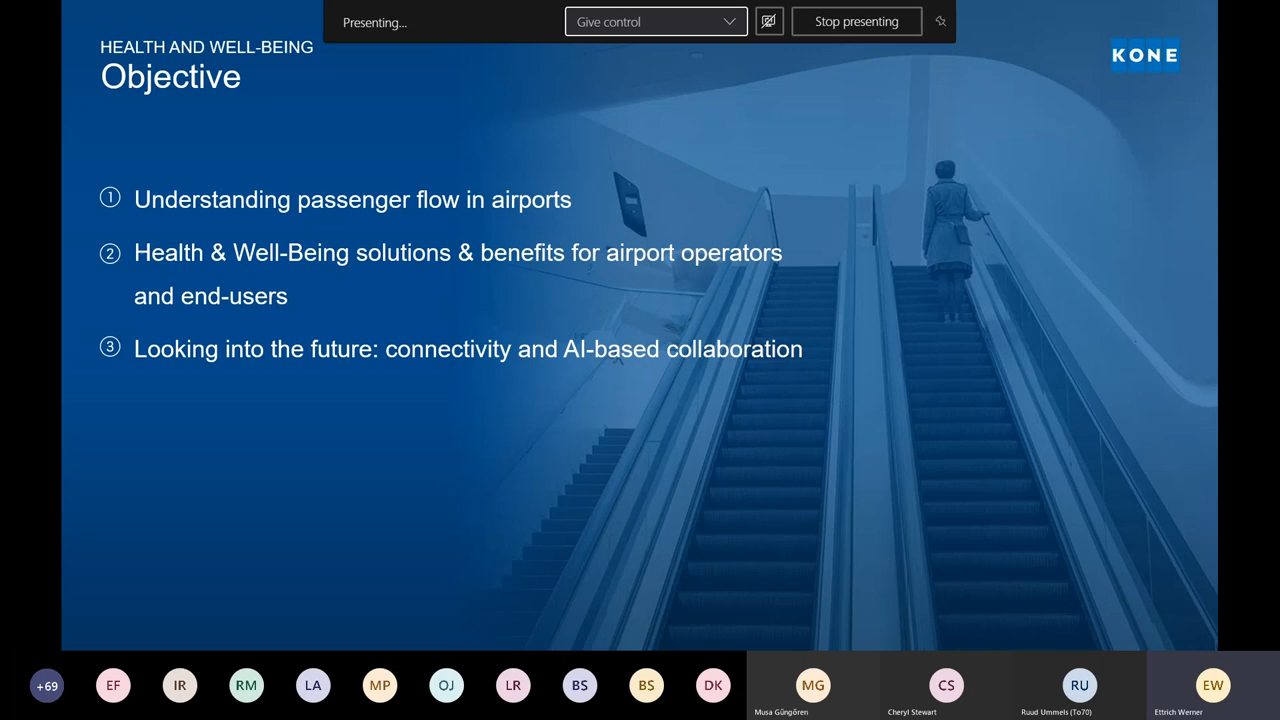 Presenting...
Give control
Stop presenting
HEALTH AND WELL-BEING
Objective
KONE
1 Understanding passenger flow in airports
2 Health & Well-Being solutions & benefits for airport operators
and end-users
3 Looking into the future: connectivity and AI-based collaboration
+69 EF IR RM LA MP OJ LR BS BS DK MG CS RU EW
Musa Güngören Cheryl Stewart Ruud Ummels (To70) Ettrich Werner